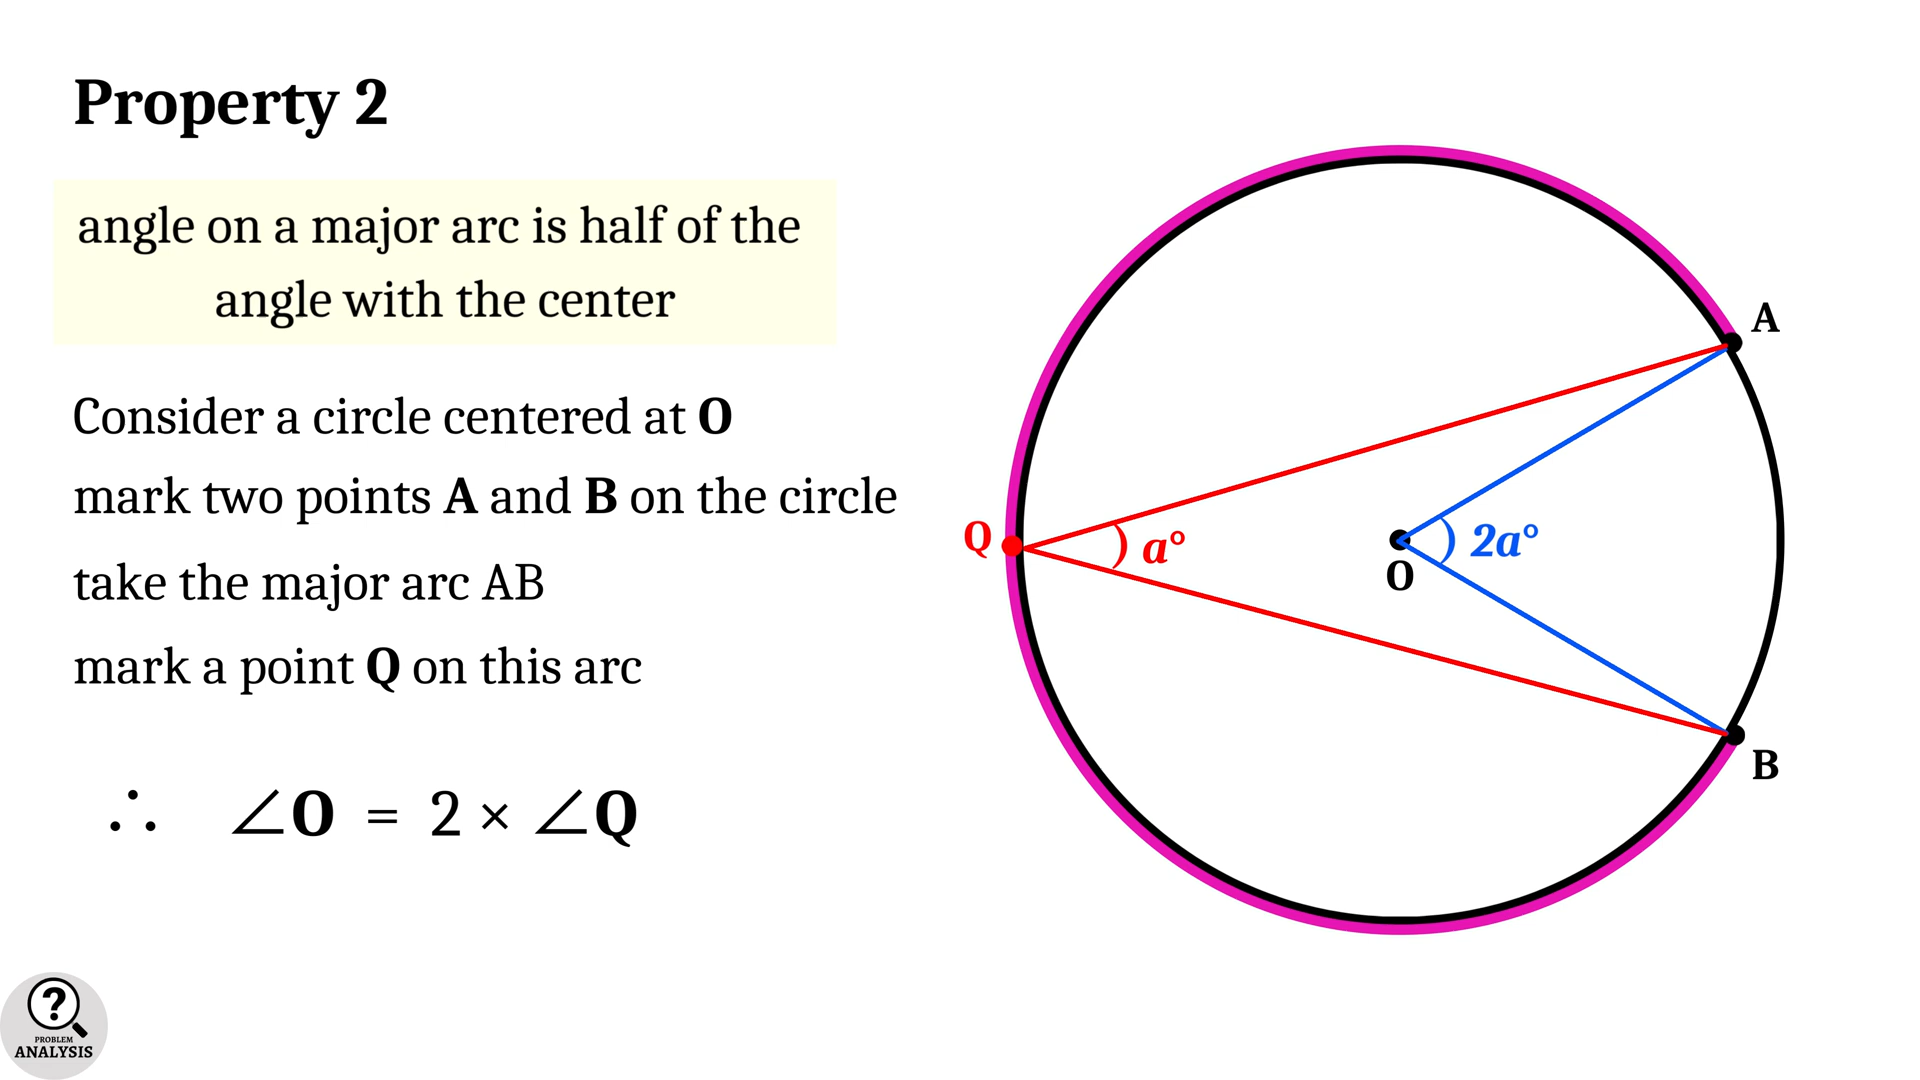 Property 2
angle on a major arc is half of the
angle with the center
Consider a circle centered at O
mark two points A and B on the circle
take the major arc AB
mark a point Q on this arc
∴ ∠O = 2 × ∠Q
A
Q
a°
2a°
O
B
?
PROBLEM
ANALYSIS